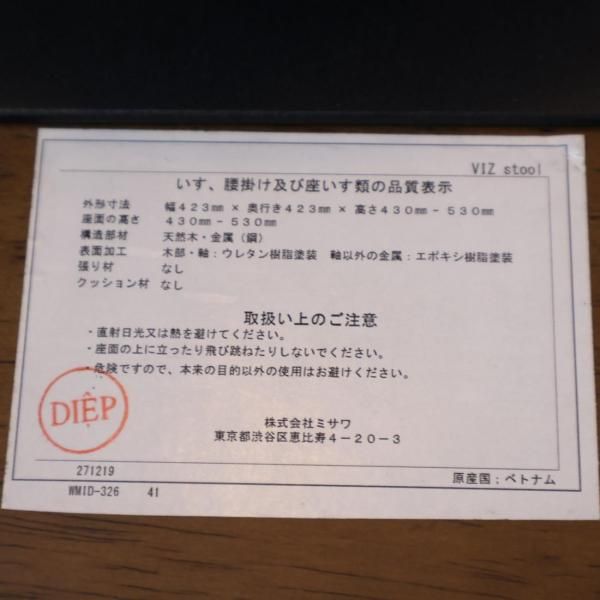 VIZ stool
いす、腰掛け及び座いす類の品質表示
外形寸法 幅423mm × 奥行き423mm × 高さ430mm - 530mm
座面の高さ 430mm - 530mm
構造部材 天然木・金属(鋼)
表面加工 木部・軸:ウレタン樹脂塗装 軸以外の金属:エポキシ樹脂塗装
張り材 なし
クッション材 なし
取扱い上のご注意
・直射日光又は熱を避けてください。
・座面の上に立ったり飛び跳ねたりしないでください。
・危険ですので、本来の目的以外の使用はお避けください。
DIỆP
株式会社ミサワ
東京都渋谷区恵比寿4-20-3
271219
原産国:ベトナム
WMID-326 41